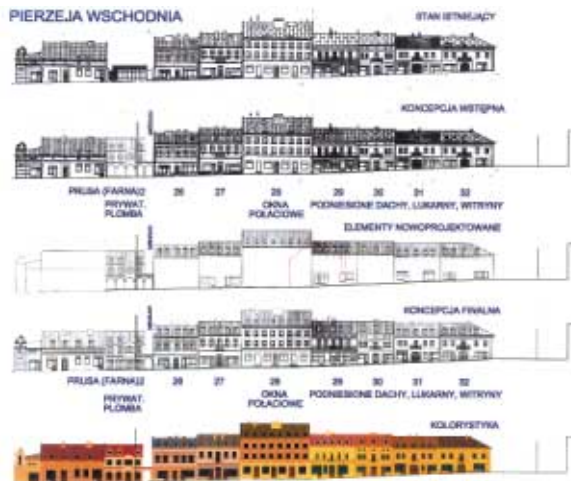 PIERZEJA WSCHODNIA
STAN ISTNIEJĄCY
KONCEPCJA WSTĘPNA
PRUSA (FARNA)2 26 27 28 29 30 31 32
PRYWAT. PLOMBA OKNA POŁACIOWE PODNIESIONE DACHY, LUKARNY, WITRYNY
ELEMENTY NOWOPROJEKTOWANE
KONCEPCJA FINALNA
PRUSA (FARNA)2 26 27 28 29 30 31 32
PRYWAT. PLOMBA OKNA POŁACIOWE PODNIESIONE DACHY, LUKARNY, WITRYNY
KOLORYSTYKA